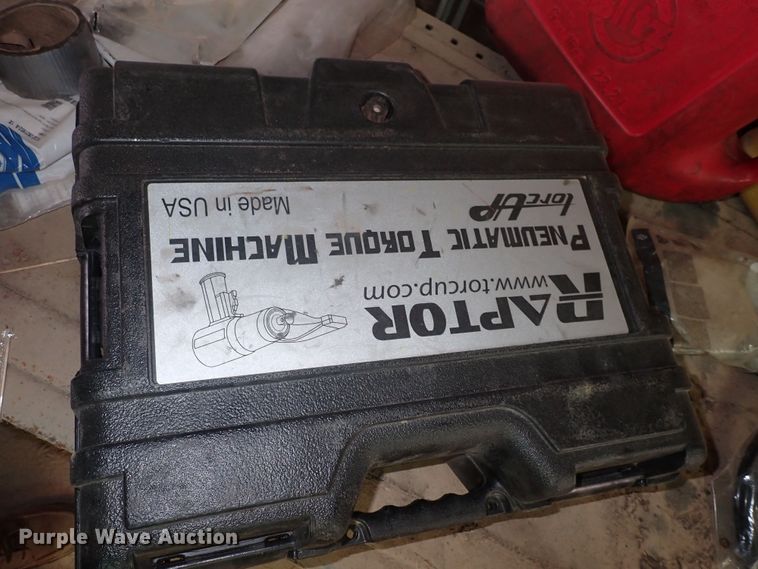 RAPTOR
www.torcup.com
PNEUMATIC TORQUE MACHINE
torcUP
Made in USA
Purple Wave Auction